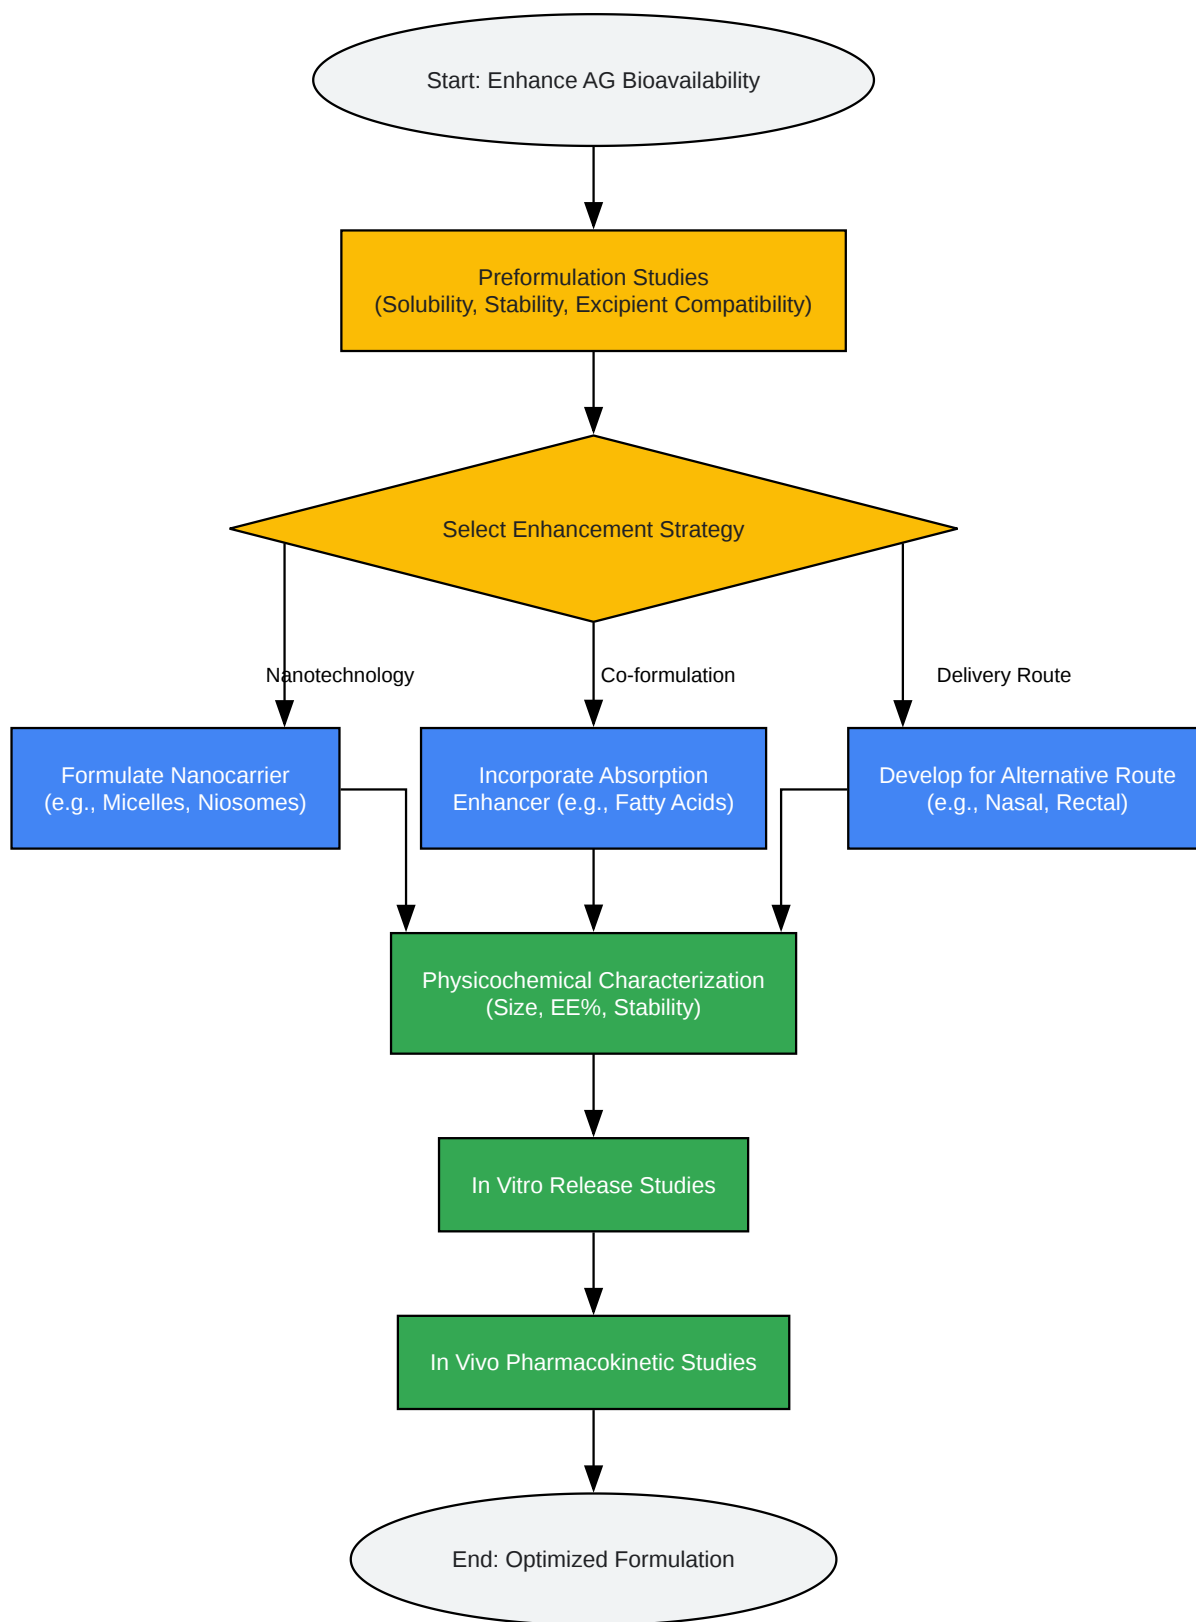 Start: Enhance AG Bioavailability
Preformulation Studies
(Solubility, Stability, Excipient Compatibility)
Select Enhancement Strategy
Nanotechnology
Co-formulation
Delivery Route
Formulate Nanocarrier
(e.g., Micelles, Niosomes)
Incorporate Absorption
Enhancer (e.g., Fatty Acids)
Develop for Alternative Route
(e.g., Nasal, Rectal)
Physicochemical Characterization
(Size, EE%, Stability)
In Vitro Release Studies
In Vivo Pharmacokinetic Studies
End: Optimized Formulation